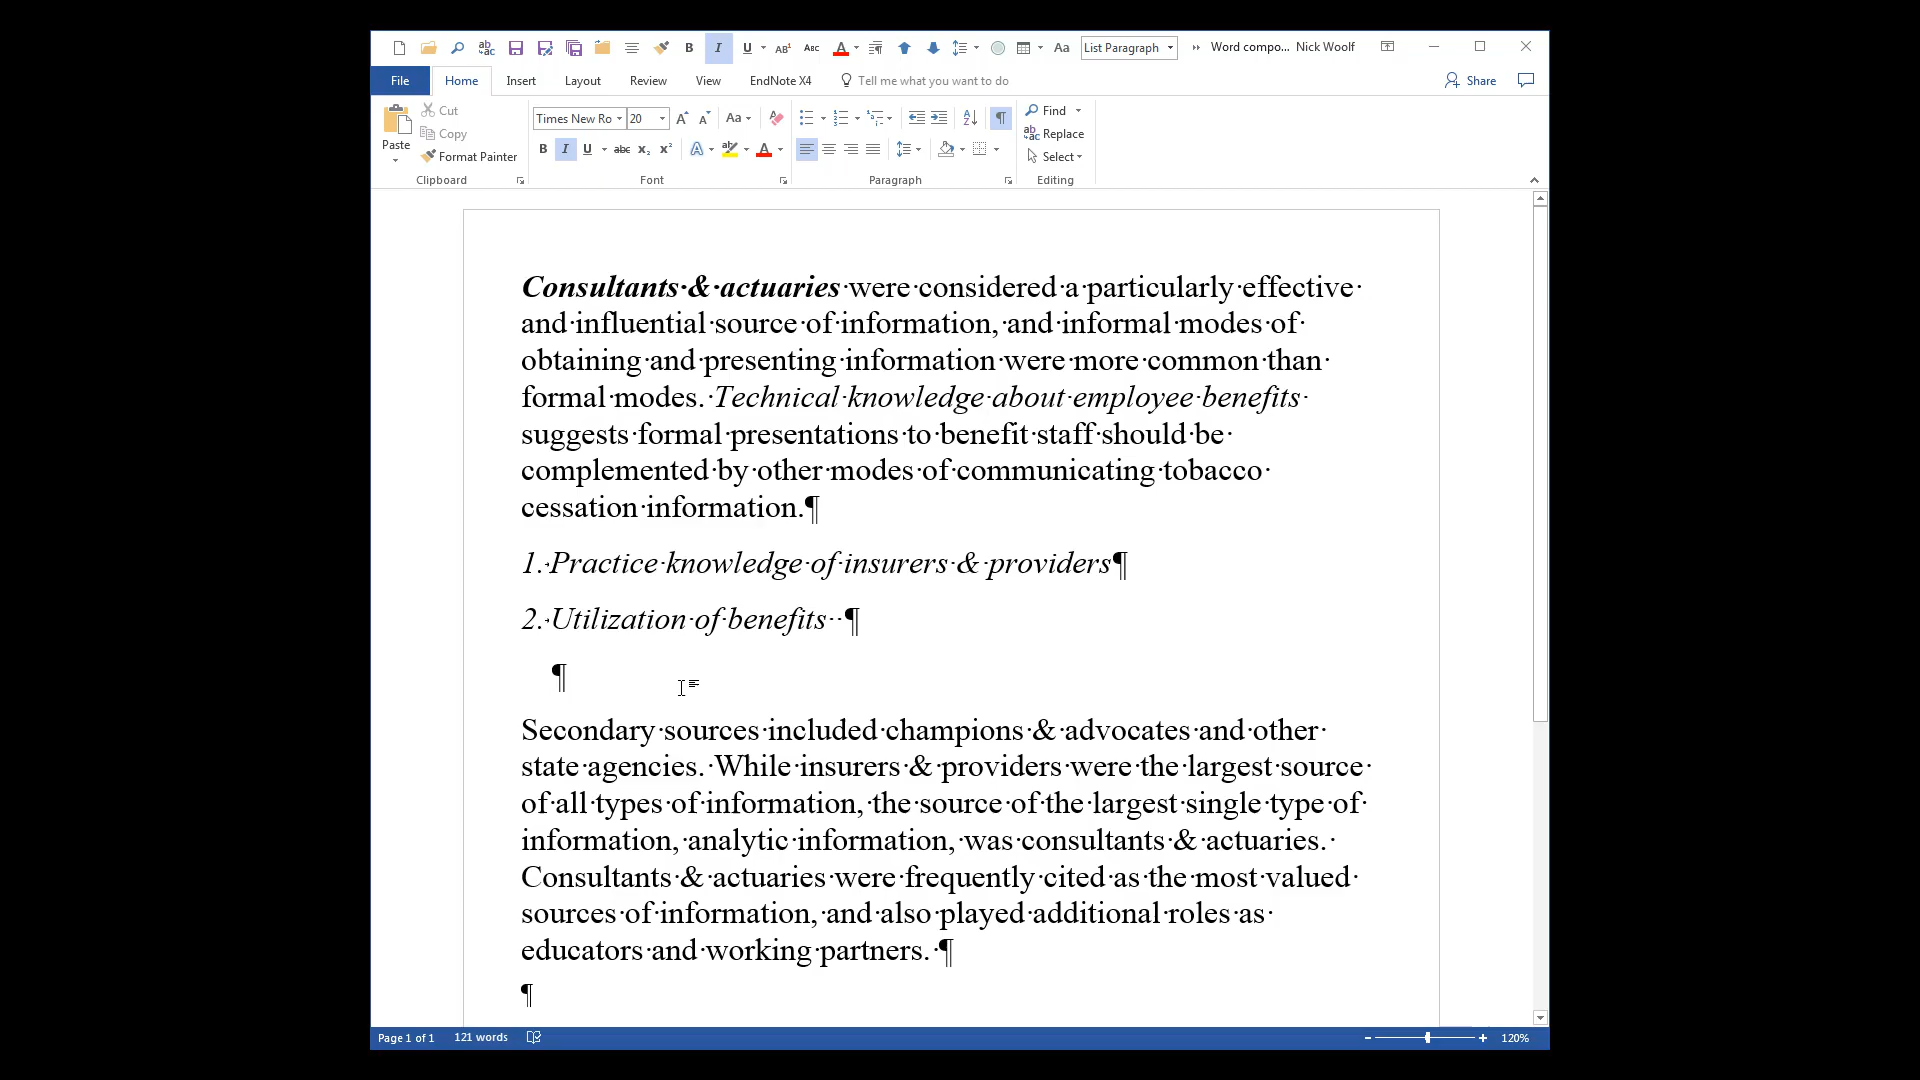 List Paragraph
Word compo... Nick Woolf
File Home Insert Layout Review View EndNote X4 Tell me what you want to do Share
Paste
Cut
Copy
Format Painter
Clipboard
Times New Ro 20
Font
Paragraph
Find
Replace
Select
Editing
Consultants & actuaries were considered a particularly effective
and influential source of information, and informal modes of
obtaining and presenting information were more common than
formal modes. Technical knowledge about employee benefits
suggests formal presentations to benefit staff should be
complemented by other modes of communicating tobacco
cessation information.¶
1. Practice knowledge of insurers & providers¶
2. Utilization of benefits ¶
¶
Secondary sources included champions & advocates and other
state agencies. While insurers & providers were the largest source
of all types of information, the source of the largest single type of
information, analytic information, was consultants & actuaries.
Consultants & actuaries were frequently cited as the most valued
sources of information, and also played additional roles as
educators and working partners. ¶
¶
Page 1 of 1 121 words 120%